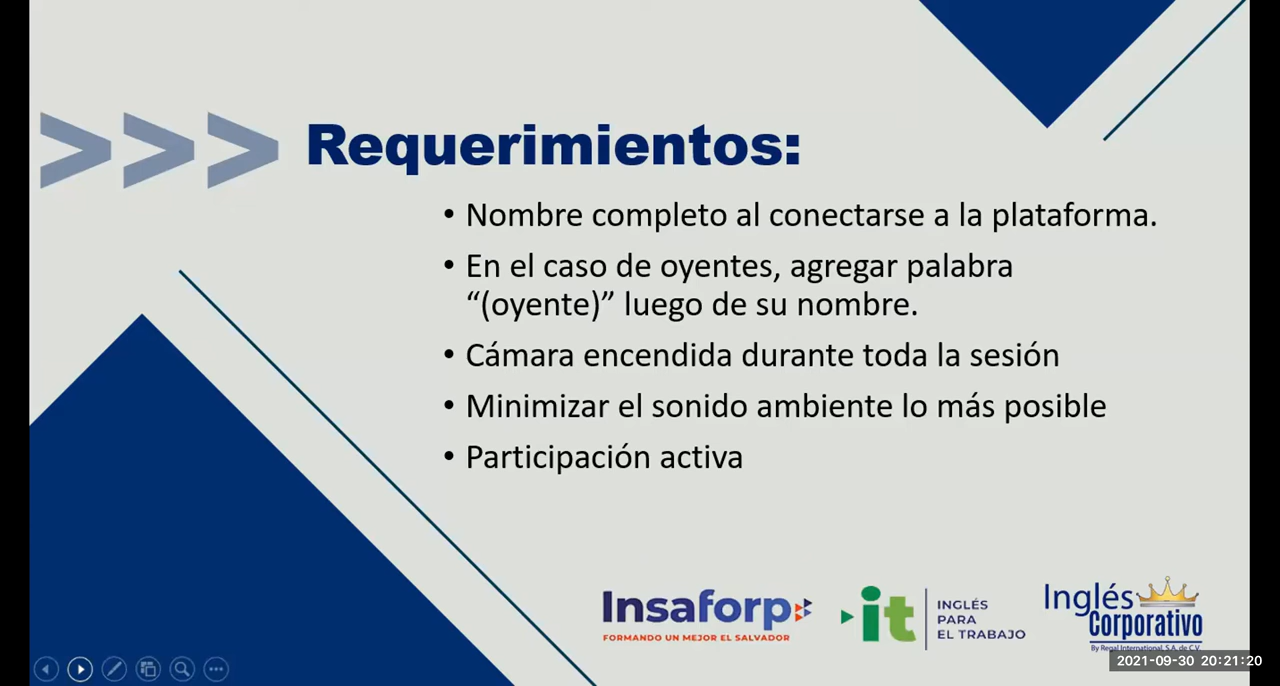 >>> Requerimientos:
• Nombre completo al conectarse a la plataforma.
• En el caso de oyentes, agregar palabra
“(oyente)” luego de su nombre.
• Cámara encendida durante toda la sesión
• Minimizar el sonido ambiente lo más posible
• Participación activa
Insaforp
FORMANDO UN MEJOR EL SALVADOR
it
INGLÉS
PARA
EL TRABAJO
Inglés
Corporativo
By Regal International, S.A. de C.V.
2021-09-30 20:21:20